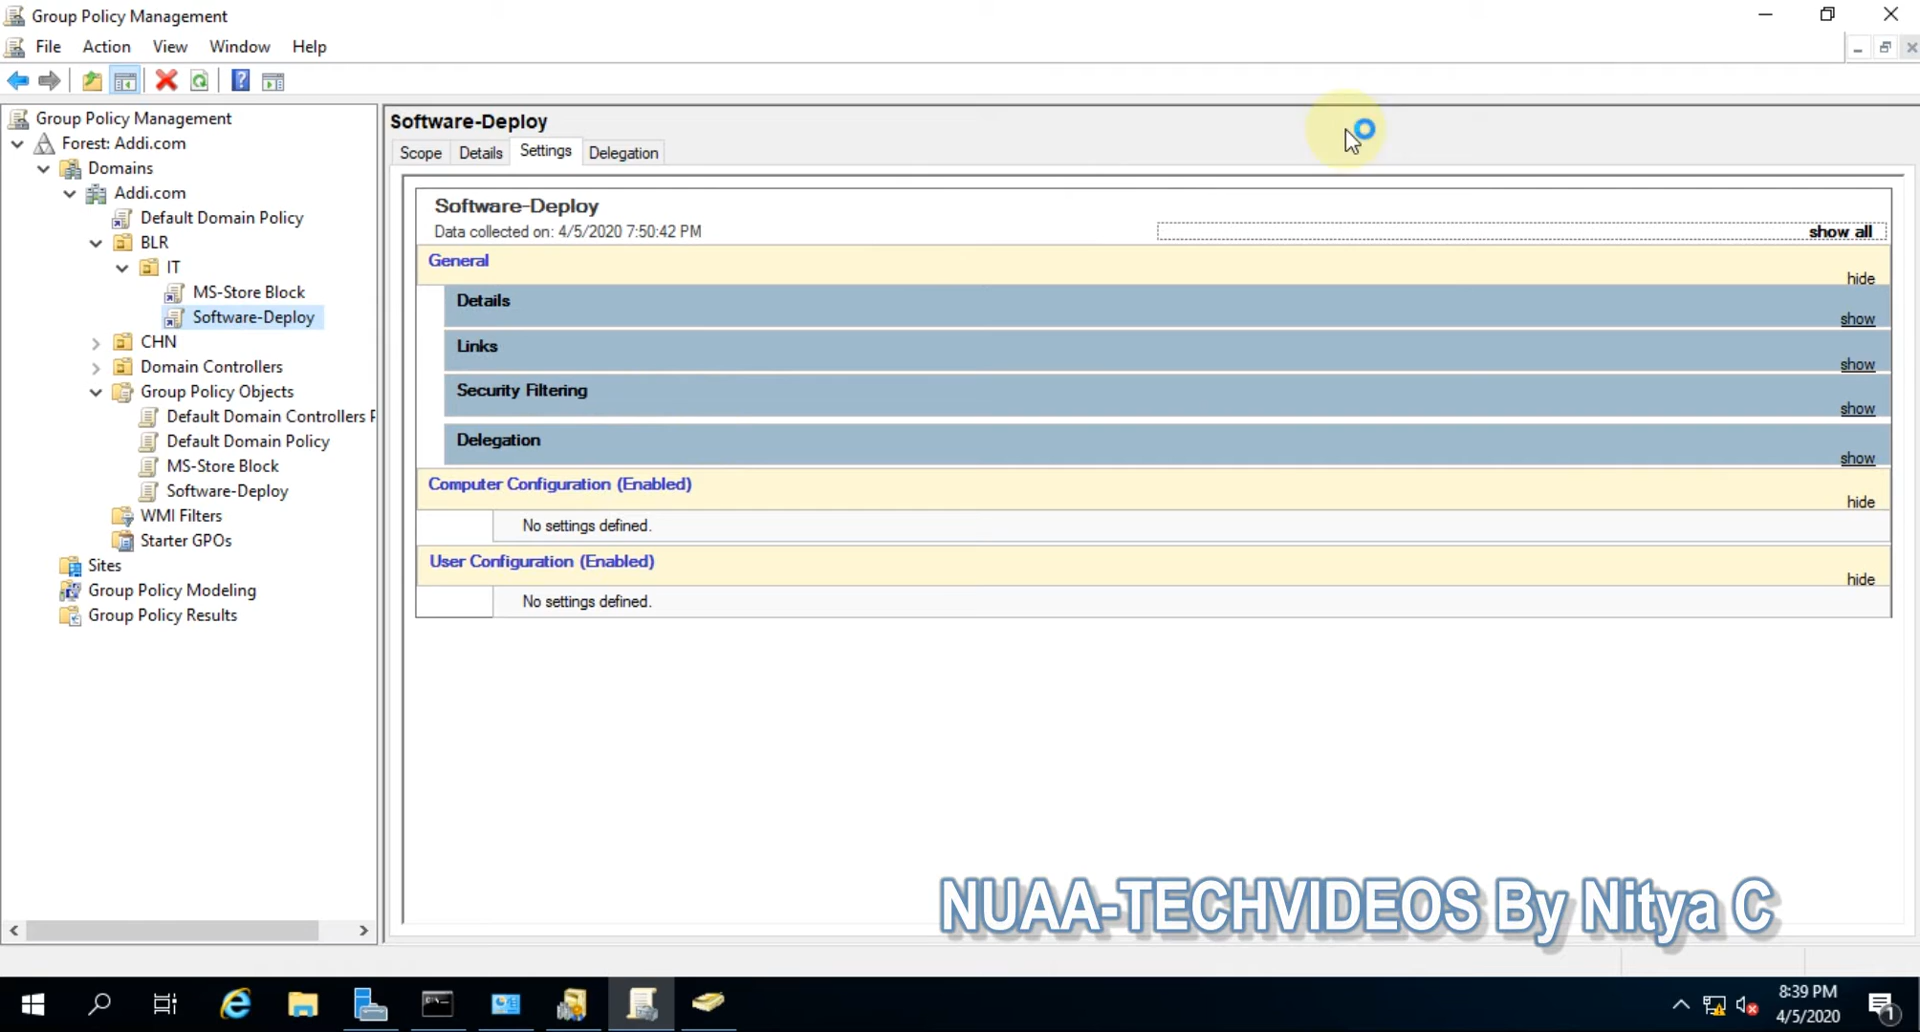 Group Policy Management
File Action View Window Help
Group Policy Management
Forest: Addi.com
Domains
Addi.com
Default Domain Policy
BLR
IT
MS-Store Block
Software-Deploy
CHN
Domain Controllers
Group Policy Objects
Default Domain Controllers P
Default Domain Policy
MS-Store Block
Software-Deploy
WMI Filters
Starter GPOs
Sites
Group Policy Modeling
Group Policy Results
Software-Deploy
Scope Details Settings Delegation
Software-Deploy
Data collected on: 4/5/2020 7:50:42 PM show all
General
hide
Details
show
Links
show
Security Filtering
show
Delegation
show
Computer Configuration (Enabled)
hide
No settings defined.
User Configuration (Enabled)
hide
No settings defined.
NUAA-TECHVIDEOS By Nitya C
8:39 PM
4/5/2020
1